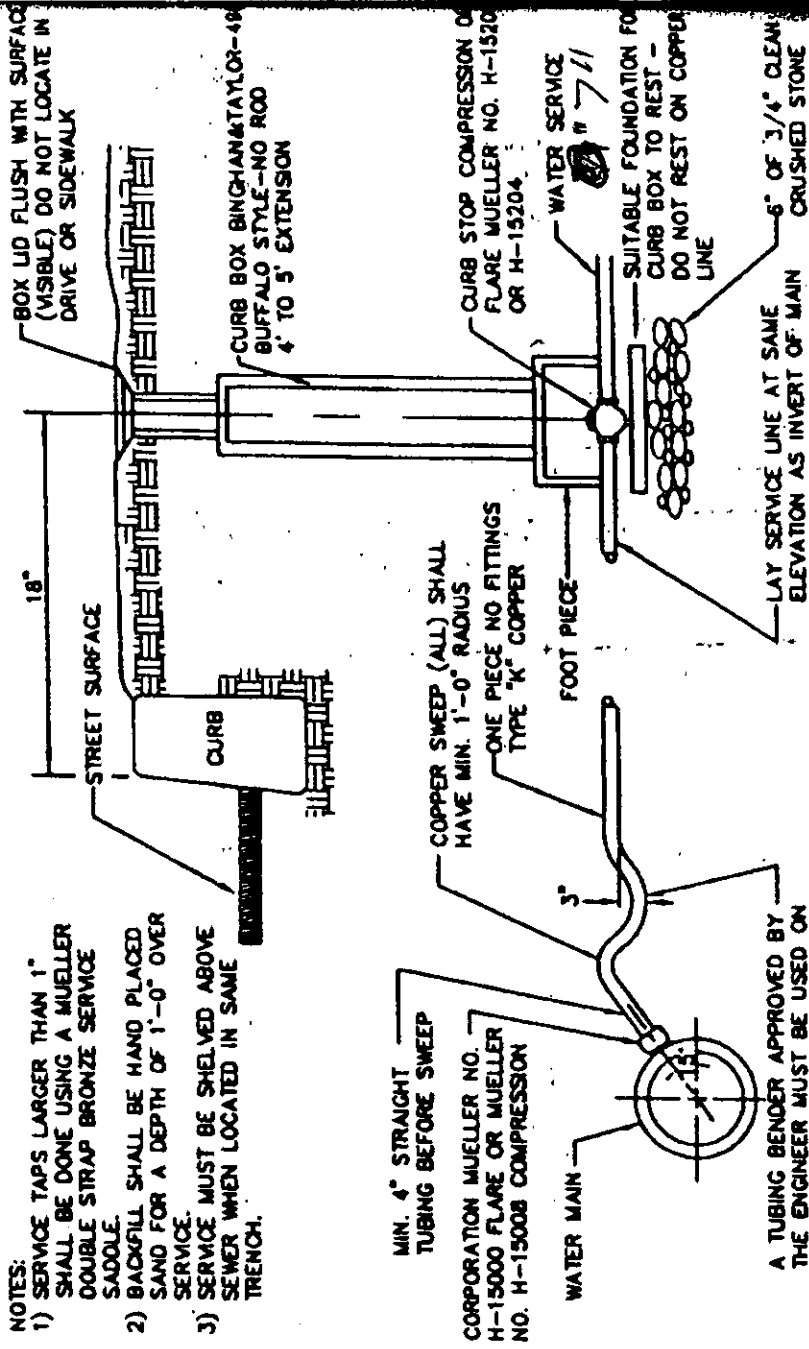 NOTES:
1) SERVICE TAPS LARGER THAN 1"
SHALL BE DONE USING A MUELLER
DOUBLE STRAP BRONZE SERVICE
SADDLE.
2) BACKFILL SHALL BE HAND PLACED
SAND FOR A DEPTH OF 1'-0" OVER
SERVICE.
3) SERVICE MUST BE SHELVED ABOVE
SEWER WHEN LOCATED IN SAME
TRENCH.
STREET SURFACE
18"
CURB
BOX LID FLUSH WITH SURFACE
(VISIBLE) DO NOT LOCATE IN
DRIVE OR SIDEWALK
CURB BOX BINGHAN&TAYLOR-49
BUFFALO STYLE-NO ROD
4' TO 5' EXTENSION
MIN. 4" STRAIGHT
TUBING BEFORE SWEEP
CORPORATION MUELLER NO.
H-15000 FLARE OR MUELLER
NO. H-15008 COMPRESSION
WATER MAIN
15°
A TUBING BENDER APPROVED BY
THE ENGINEER MUST BE USED ON
COPPER SWEEP (ALL) SHALL
HAVE MIN. 1'-0" RADIUS
ONE PIECE NO FITTINGS
TYPE "K" COPPER
3"
FOOT PIECE
CURB STOP COMPRESSION O
FLARE MUELLER NO. H-1520
OR H-15204
WATER SERVICE
SUITABLE FOUNDATION FO
CURB BOX TO REST -
DO NOT REST ON COPPER
LINE
6" OF 3/4" CLEAN
CRUSHED STONE
LAY SERVICE LINE AT SAME
ELEVATION AS INVERT OF MAIN